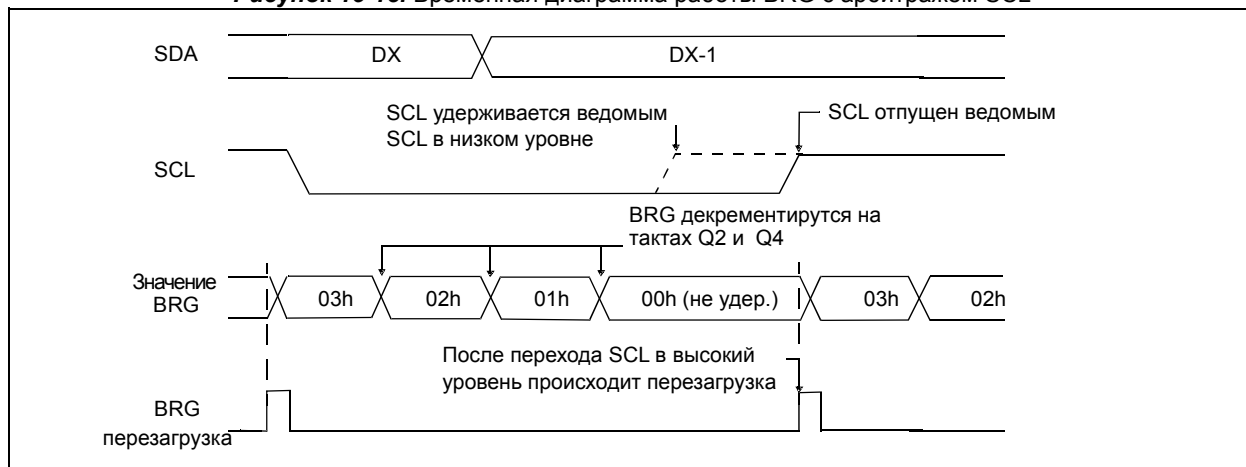 SDA
DX
DX-1
SCL удерживается ведомым
SCL в низком уровне
SCL отпущен ведомым
SCL
BRG декрементирутся на
тактах Q2 и Q4
Значение
BRG
03h
02h
01h
00h (не удер.)
03h
02h
После перехода SCL в высокий
уровень происходит перезагрузка
BRG
перезагрузка